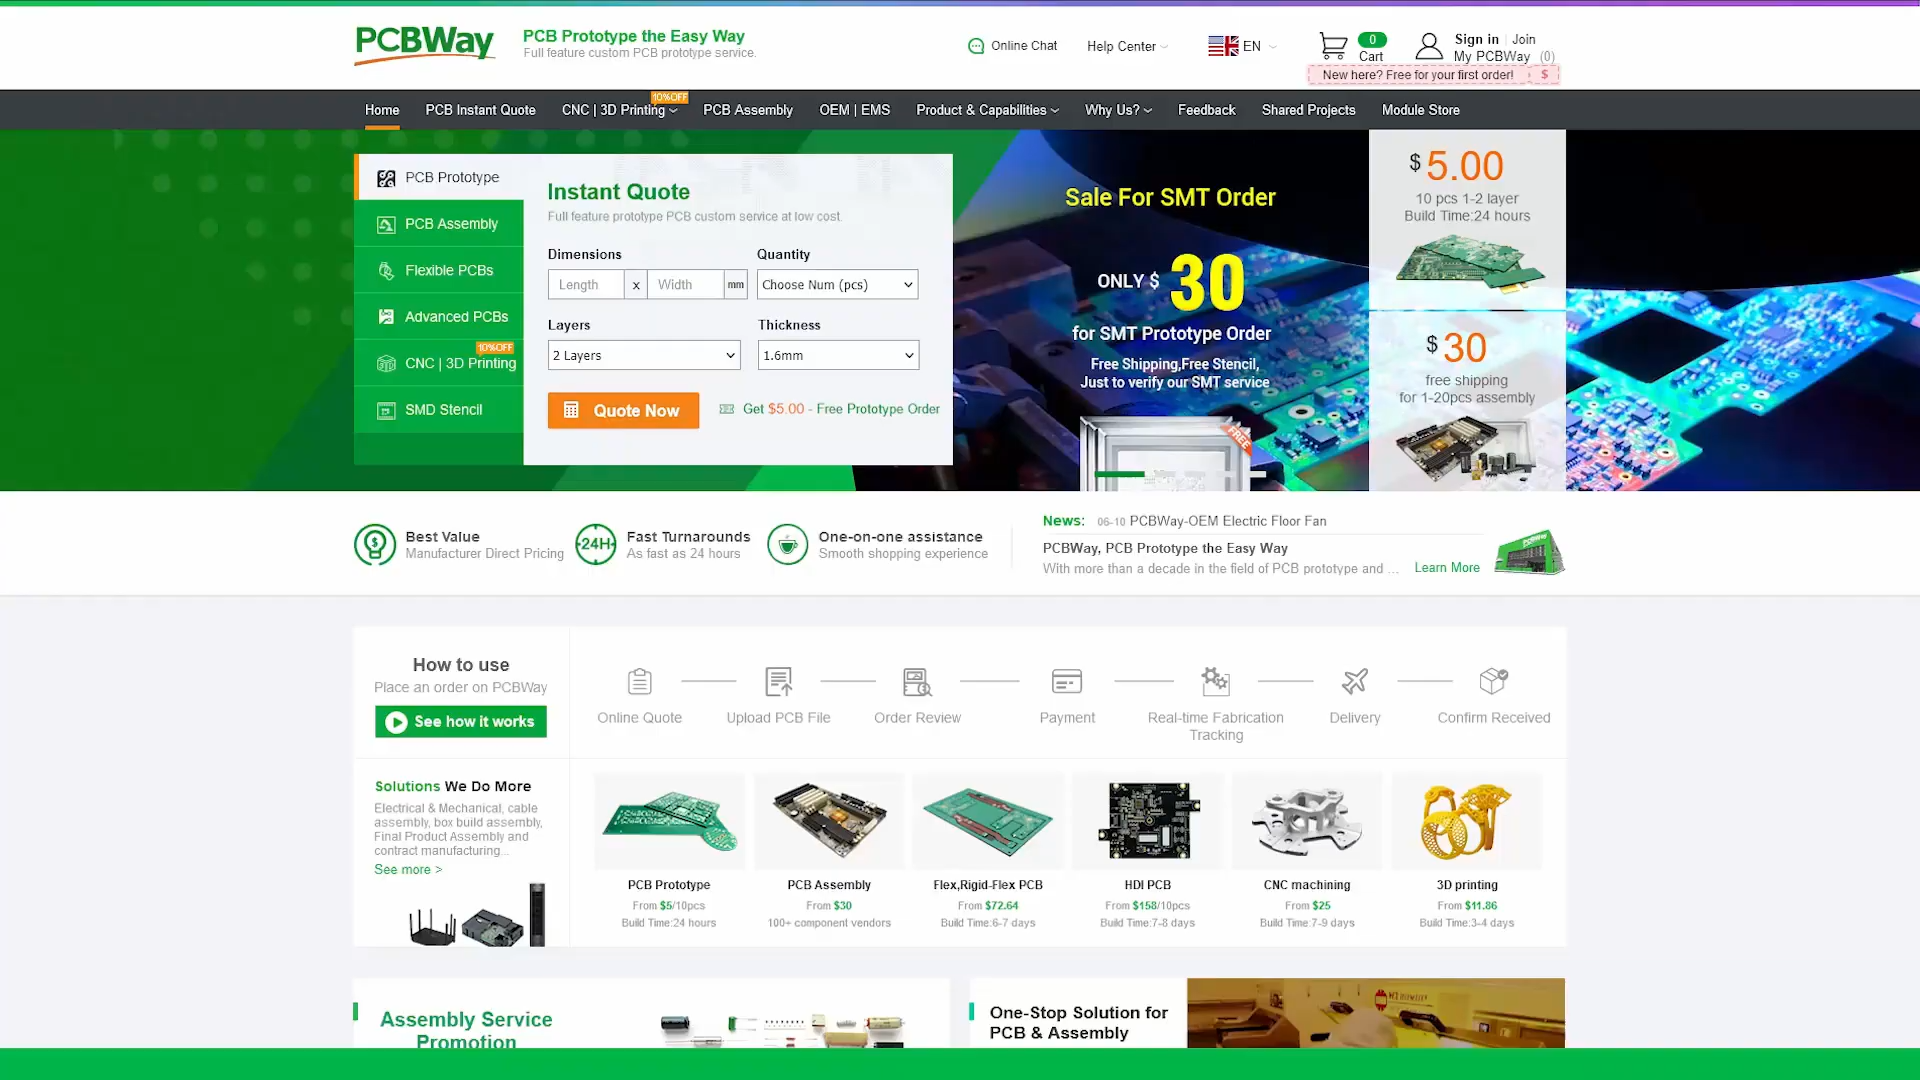 PCBWay
PCB Prototype the Easy Way
Full feature custom PCB prototype service.
Online Chat
Help Center
EN
0
Cart
Sign in | Join
My PCBWay (0)
New here? Free for your first order! $
Home
PCB Instant Quote
CNC | 3D Printing
10%OFF
PCB Assembly
OEM | EMS
Product & Capabilities
Why Us?
Feedback
Shared Projects
Module Store
PCB Prototype
PCB Assembly
Flexible PCBs
Advanced PCBs
10%OFF
CNC | 3D Printing
SMD Stencil
Instant Quote
Full feature prototype PCB custom service at low cost.
Dimensions
Quantity
Length x Width mm
Choose Num (pcs)
Layers
Thickness
2 Layers
1.6mm
Quote Now
Get $5.00 - Free Prototype Order
Sale For SMT Order
ONLY $ 30
for SMT Prototype Order
Free Shipping,Free Stencil,
Just to verify our SMT service
FREE
$ 5.00
10 pcs 1-2 layer
Build Time:24 hours
$ 30
free shipping
for 1-20pcs assembly
Best Value
Manufacturer Direct Pricing
24H
Fast Turnarounds
As fast as 24 hours
One-on-one assistance
Smooth shopping experience
News: 06-10 PCBWay-OEM Electric Floor Fan
PCBWay, PCB Prototype the Easy Way
With more than a decade in the field of PCB prototype and ... Learn More
PCBWay
How to use
Place an order on PCBWay
See how it works
Online Quote
Upload PCB File
Order Review
Payment
Real-time Fabrication
Tracking
Delivery
Confirm Received
Solutions We Do More
Electrical & Mechanical, cable
assembly, box build assembly,
Final Product Assembly and
contract manufacturing...
See more >
PCB Prototype
From $5/10pcs
Build Time:24 hours
PCB Assembly
From $30
100+ component vendors
Flex,Rigid-Flex PCB
From $72.64
Build Time:6-7 days
HDI PCB
From $158/10pcs
Build Time:7-8 days
CNC machining
From $25
Build Time:7-9 days
3D printing
From $11.86
Build Time:3-4 days
Assembly Service
Promotion
One-Stop Solution for
PCB & Assembly